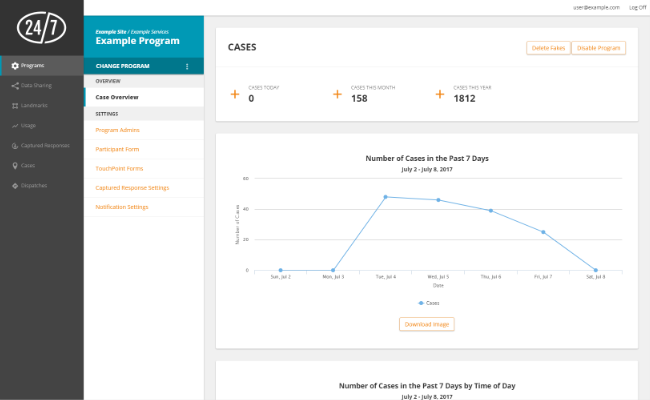 user@example.com Log Off
24/7
Programs
Data Sharing
Landmarks
Usage
Captured Responses
Cases
Dispatches
Example Site / Example Services
Example Program
CHANGE PROGRAM
OVERVIEW
Case Overview
SETTINGS
Program Admins
Participant Form
TouchPoint Forms
Captured Response Settings
Notification Settings
CASES
Delete Fakes
Disable Program
CASES TODAY
0
CASES THIS MONTH
158
CASES THIS YEAR
1812
Number of Cases in the Past 7 Days
July 2 - July 8, 2017
Number of Cases
60
40
20
0
Sun, Jul 2
Mon, Jul 3
Tue, Jul 4
Wed, Jul 5
Thu, Jul 6
Fri, Jul 7
Sat, Jul 8
Date
Cases
Download Image
Number of Cases in the Past 7 Days by Time of Day
July 2 - July 8, 2017